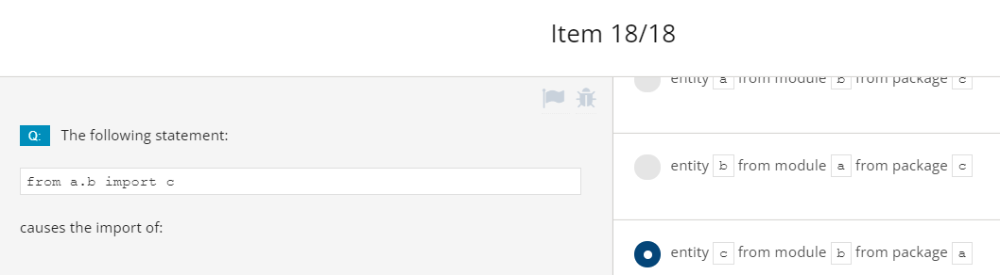 Item 18/18
Q: The following statement:
from a.b import c
causes the import of:
entity a from module b from package c
entity b from module a from package c
entity c from module b from package a